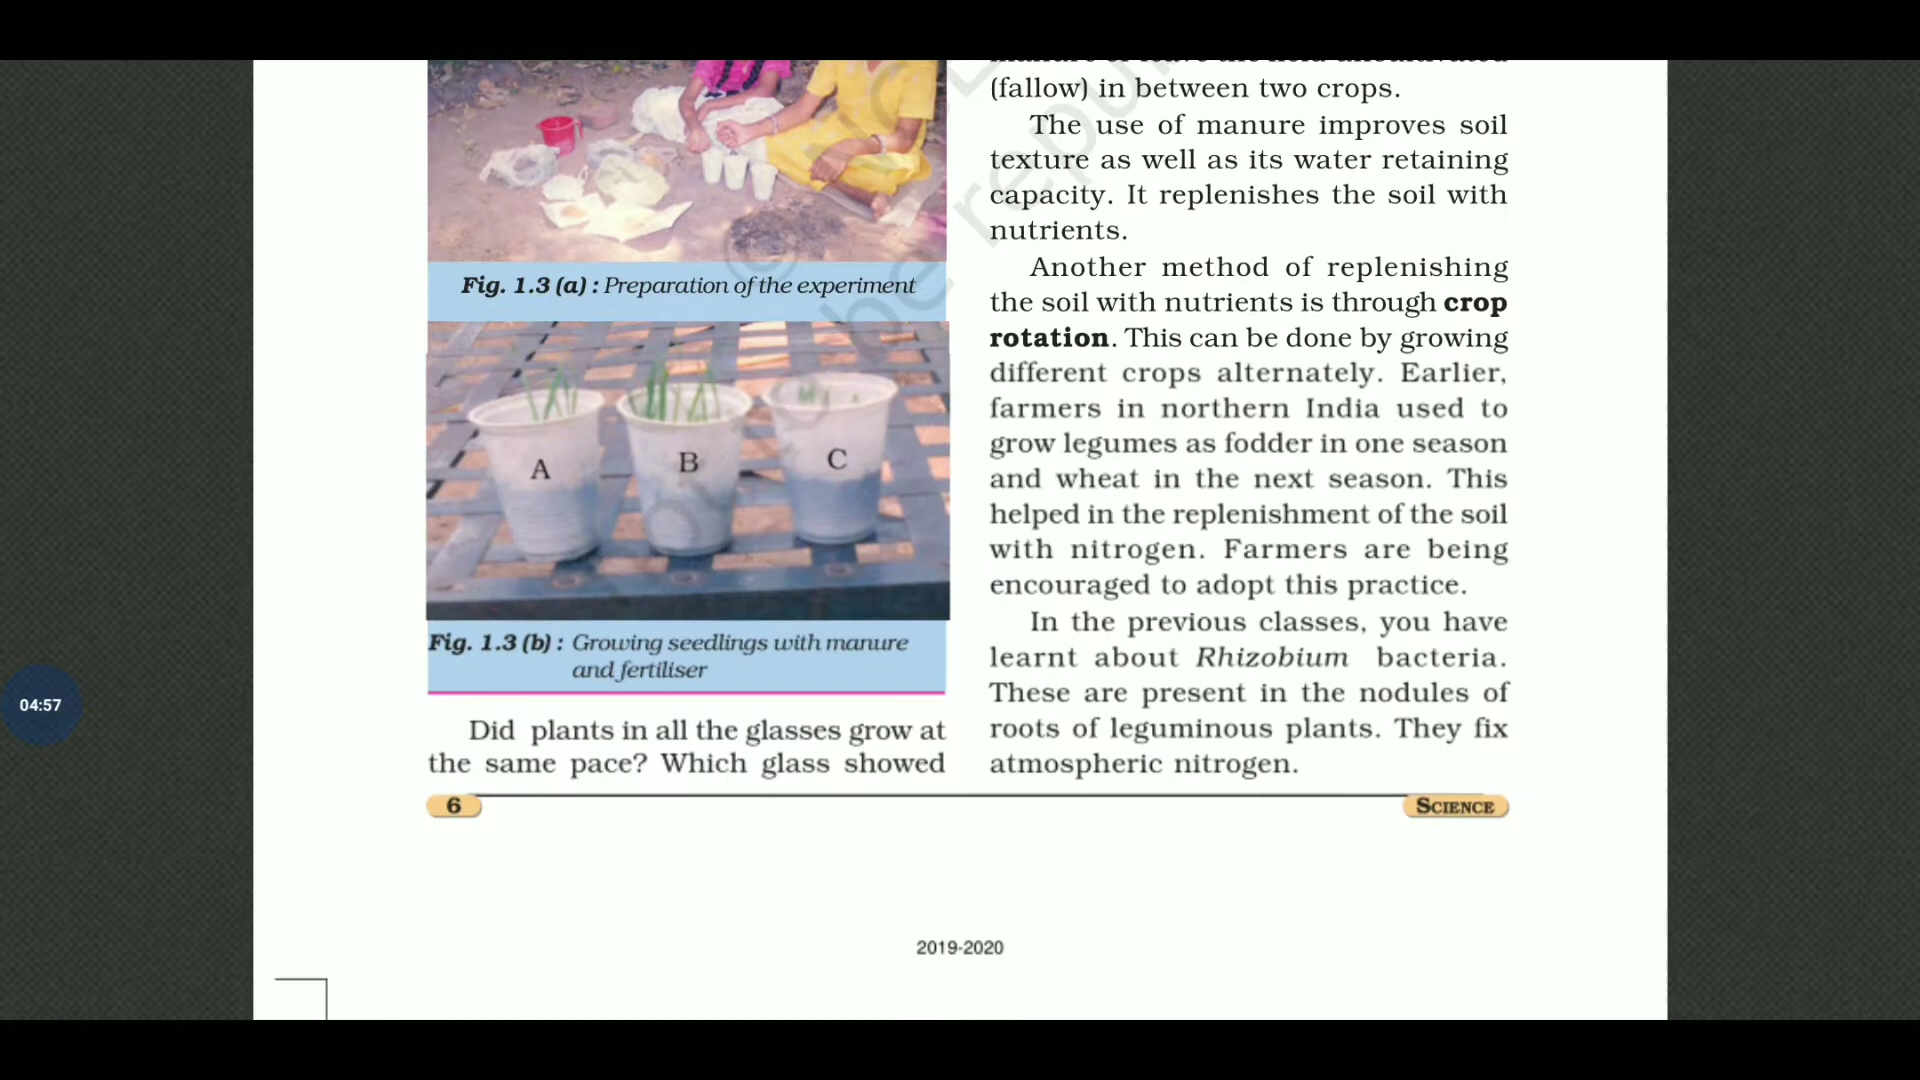 Fig. 1.3 (a) : Preparation of the experiment
A
B
C
Fig. 1.3 (b) : Growing seedlings with manure
and fertiliser
Did plants in all the glasses grow at
the same pace? Which glass showed
(fallow) in between two crops.
The use of manure improves soil
texture as well as its water retaining
capacity. It replenishes the soil with
nutrients.
Another method of replenishing
the soil with nutrients is through crop
rotation. This can be done by growing
different crops alternately. Earlier,
farmers in northern India used to
grow legumes as fodder in one season
and wheat in the next season. This
helped in the replenishment of the soil
with nitrogen. Farmers are being
encouraged to adopt this practice.
In the previous classes, you have
learnt about Rhizobium bacteria.
These are present in the nodules of
roots of leguminous plants. They fix
atmospheric nitrogen.
6
SCIENCE
2019-2020
04:57